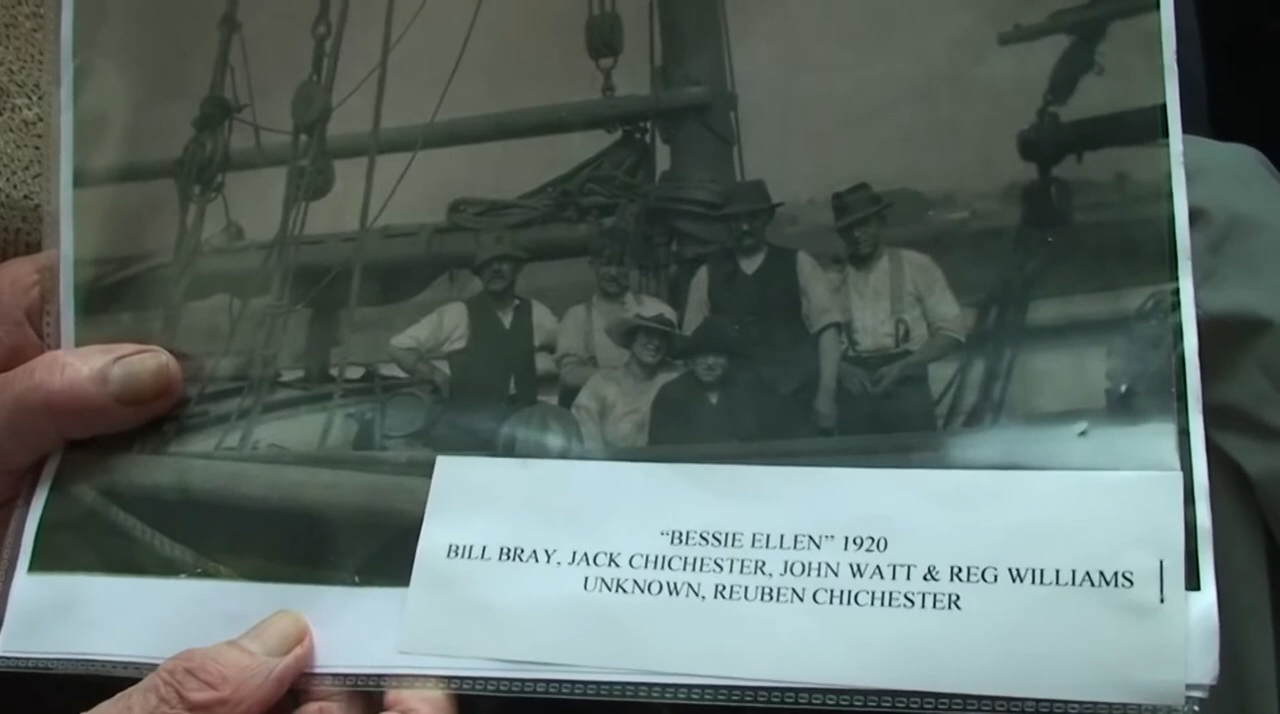 “BESSIE ELLEN” 1920
BILL BRAY, JACK CHICHESTER, JOHN WATT & REG WILLIAMS
UNKNOWN, REUBEN CHICHESTER